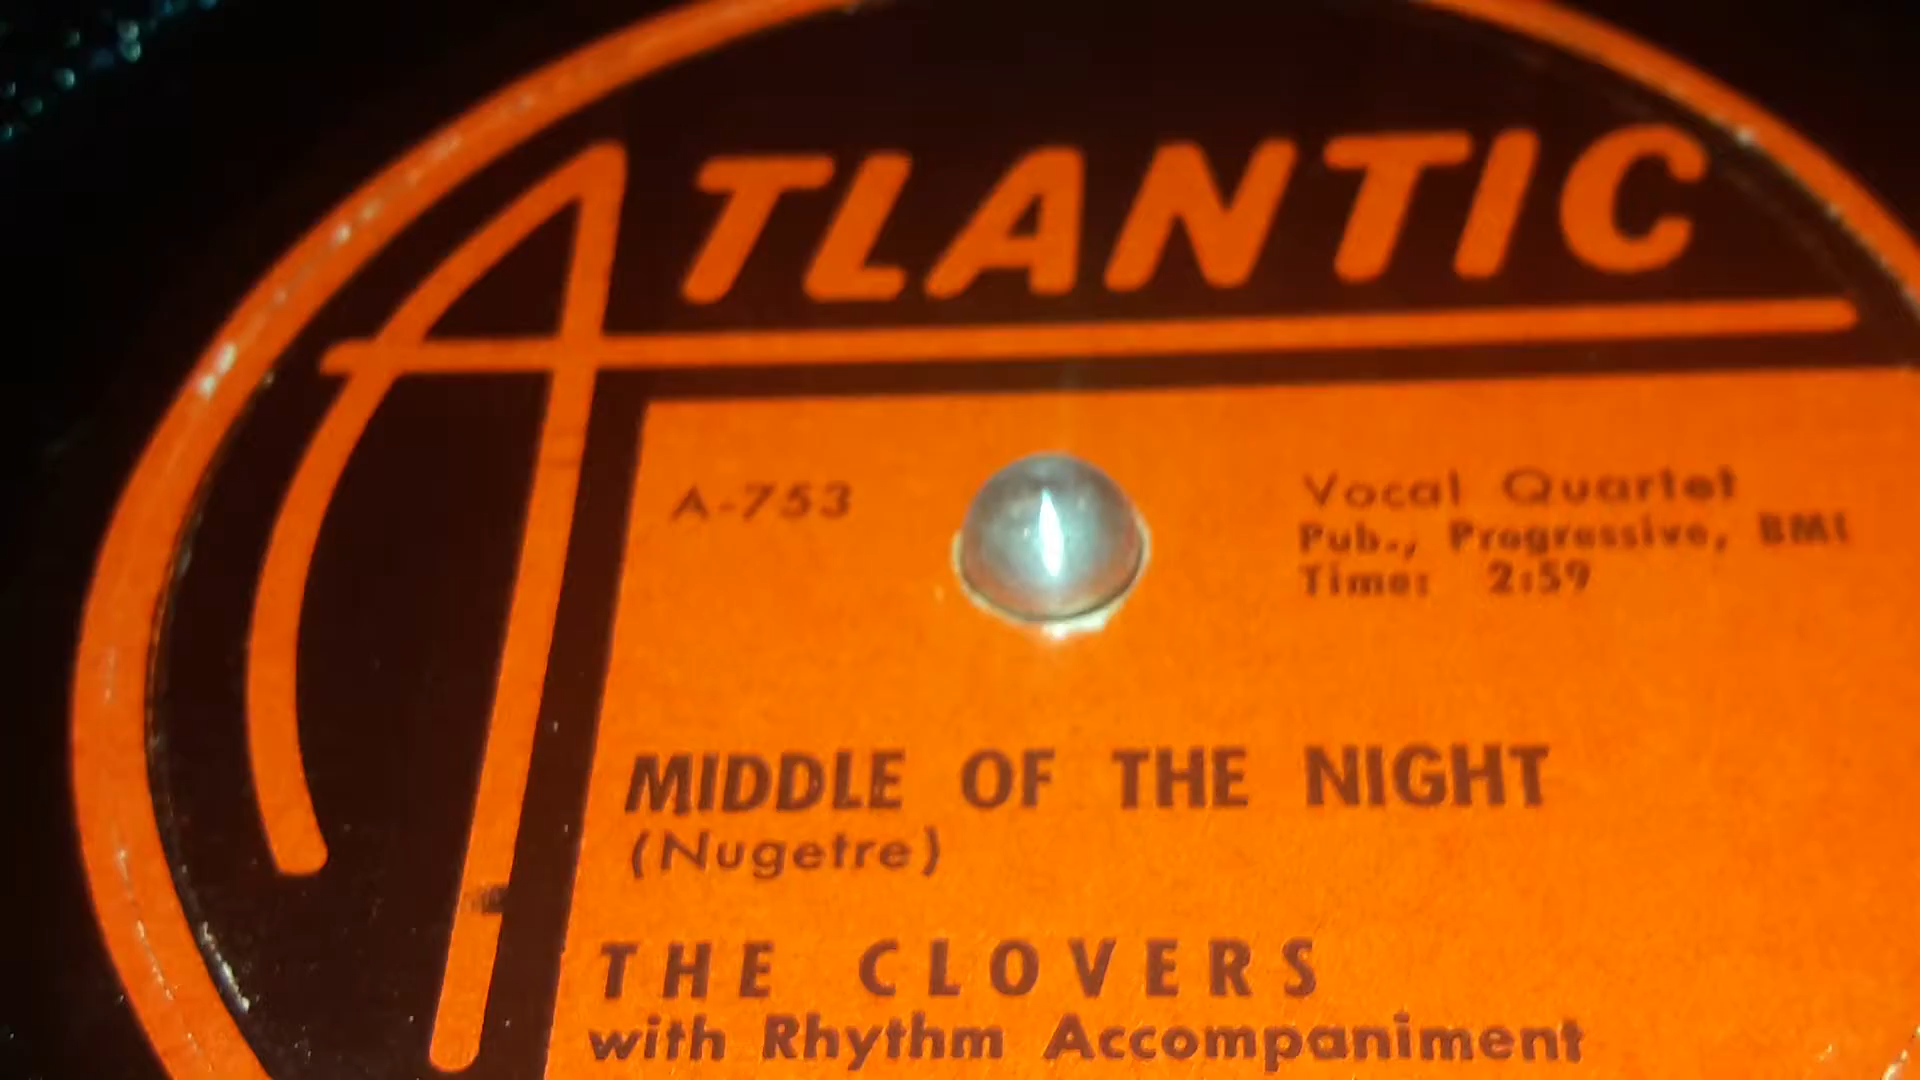 ATLANTIC
A-753
Vocal Quartet
Pub., Progressive, BMI
Time: 2:59
MIDDLE OF THE NIGHT
(Nugetre)
THE CLOVERS
with Rhythm Accompaniment